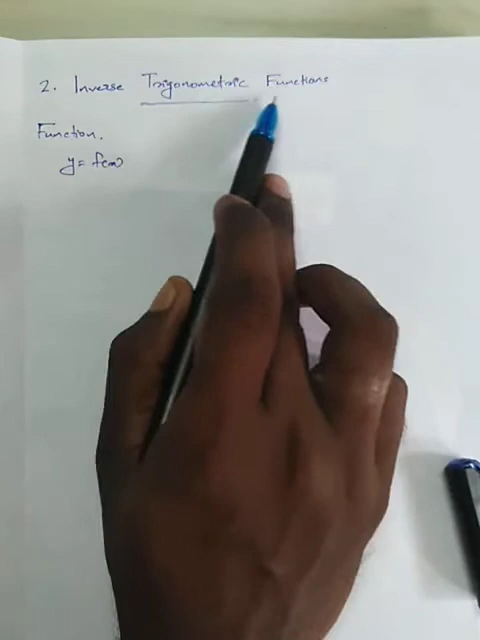 2. Inverse Trigonometric Functions
Function.
y = f(x)